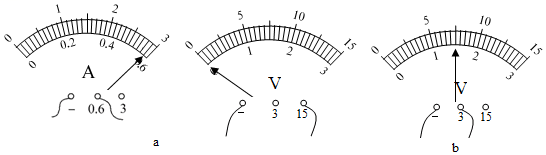 0 1 2 3
0 0.2 0.4 .6
A
– 0.6 3
a
0 5 10 15
0 1 2 3
V
– 3 15
0 5 10 15
0 1 2 3
V
– 3 15
b